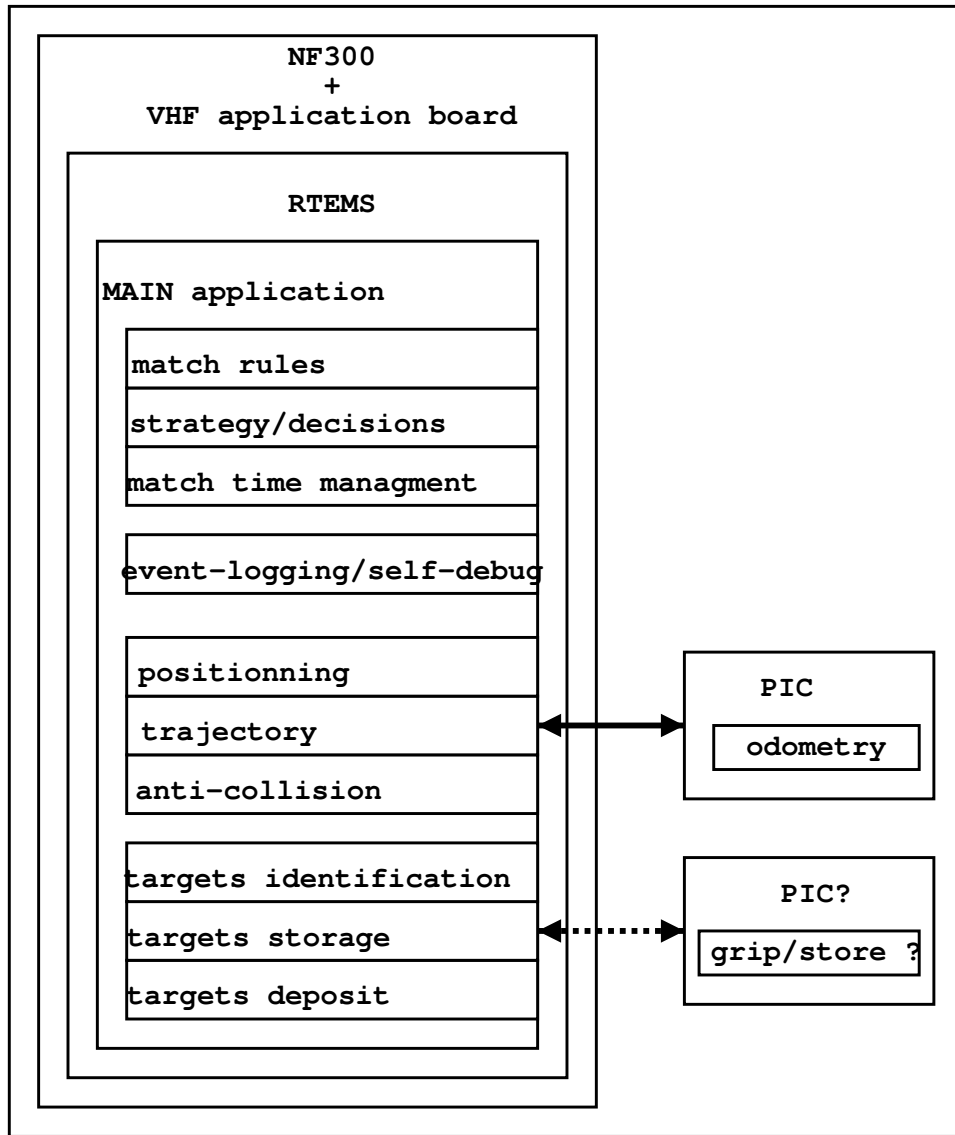 NF300
+
VHF application board
RTEMS
MAIN application
match rules
strategy/decisions
match time managment
event-logging/self-debug
positionning
trajectory
anti-collision
targets identification
targets storage
targets deposit
PIC
odometry
PIC?
grip/store ?